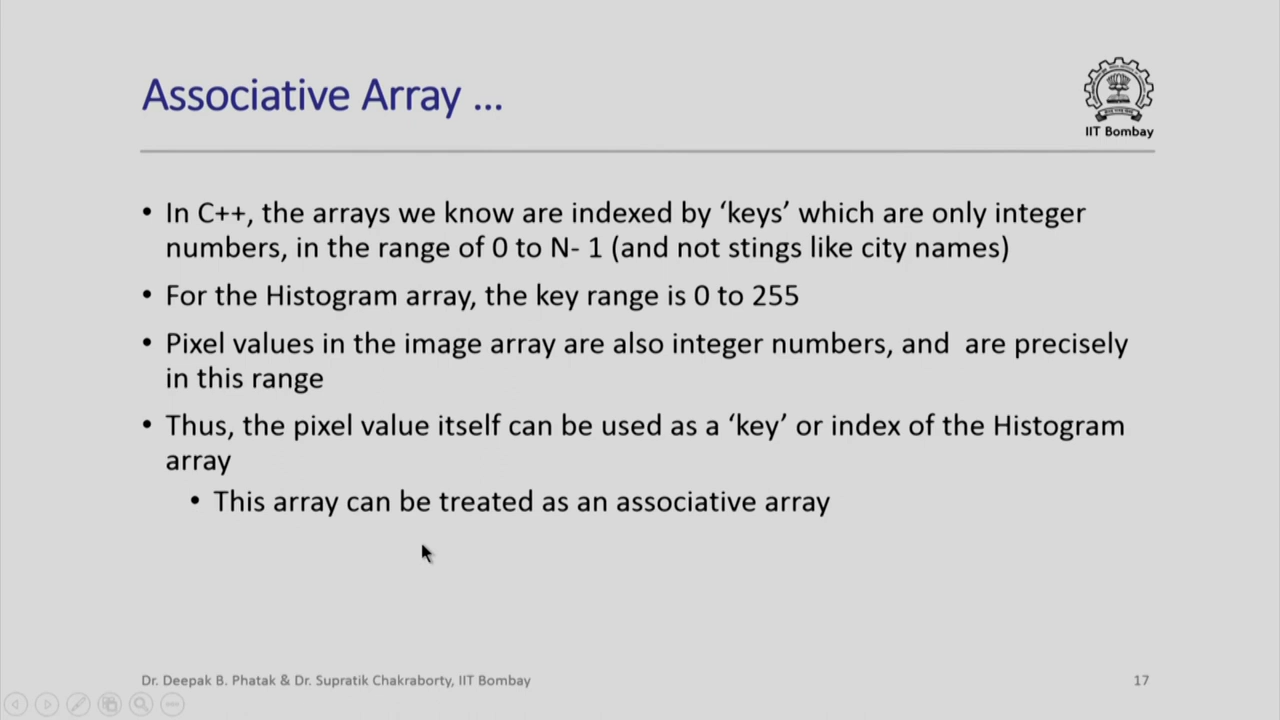 Associative Array ...
IIT Bombay
• In C++, the arrays we know are indexed by ‘keys’ which are only integer
numbers, in the range of 0 to N- 1 (and not stings like city names)
• For the Histogram array, the key range is 0 to 255
• Pixel values in the image array are also integer numbers, and  are precisely
in this range
• Thus, the pixel value itself can be used as a ‘key’ or index of the Histogram
array
• This array can be treated as an associative array
Dr. Deepak B. Phatak & Dr. Supratik Chakraborty, IIT Bombay
17